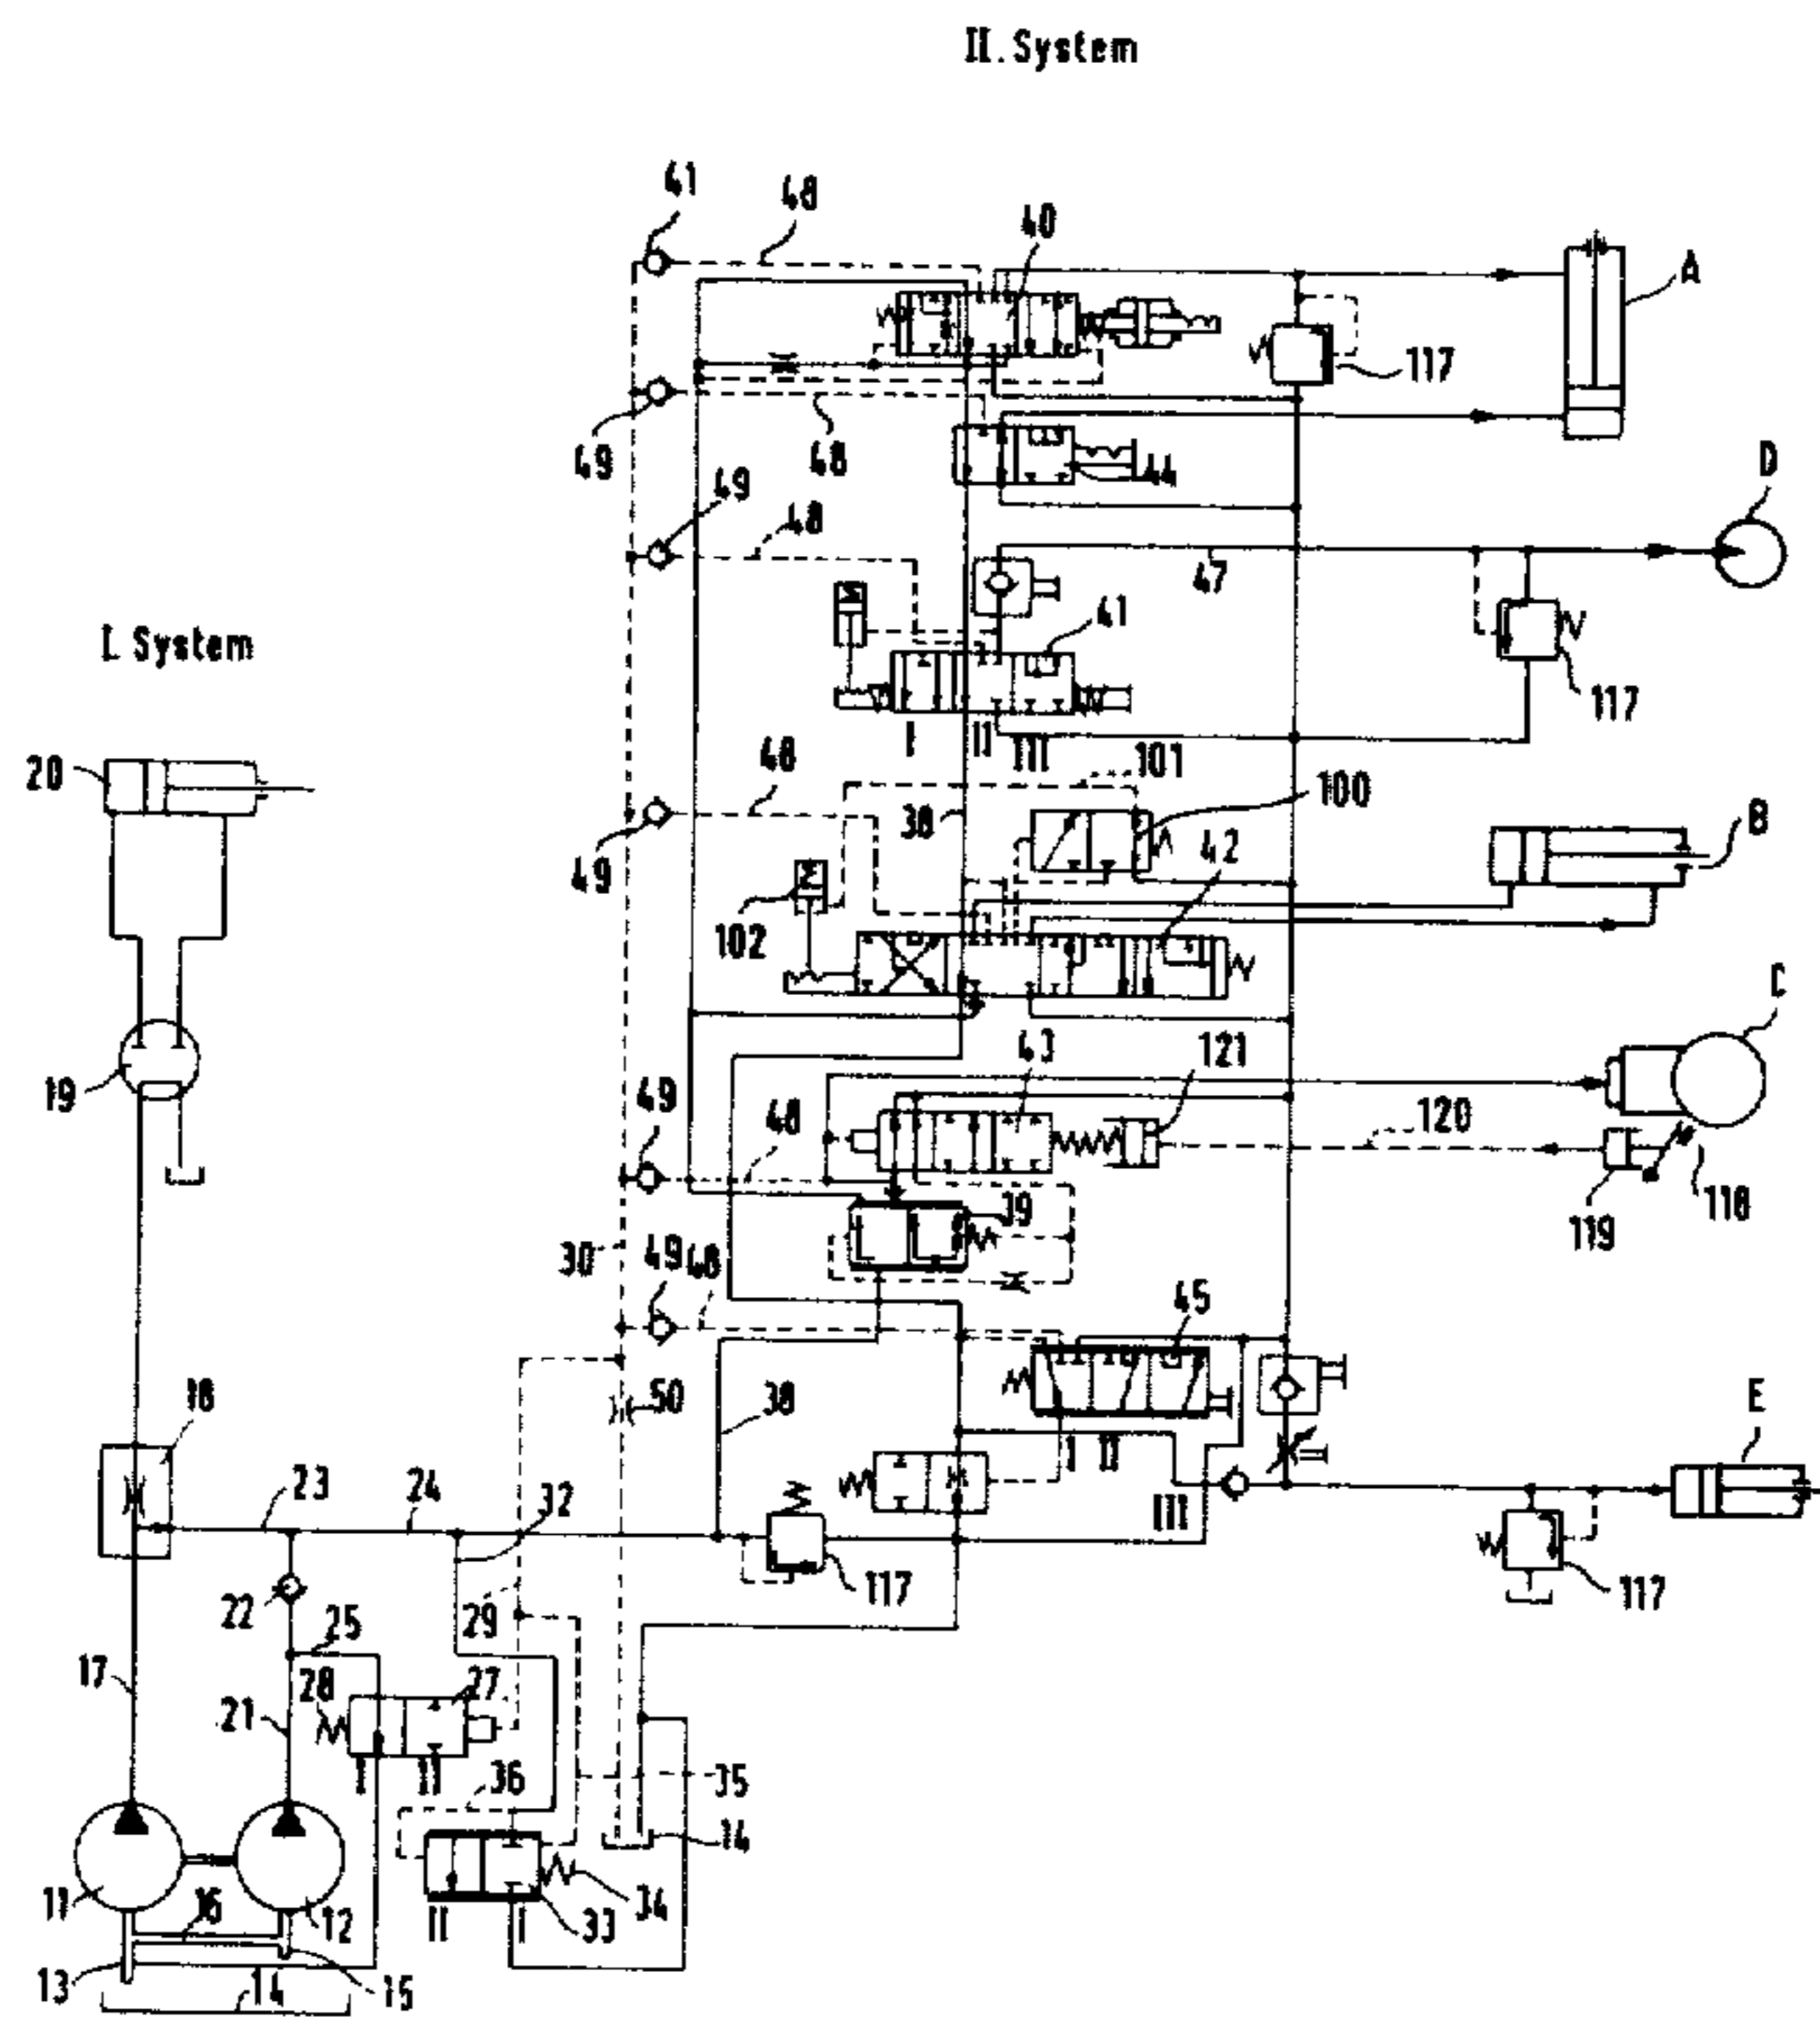 II. System
41 48 40 A
117
49 48 44 D
49 48
47
41
I. System
117
I II III
20 48 101 100
38 42 B
49
102
C
43 121
19 49 48 120
39 119 118
30 49 48
45
18 50 38 E
23 24 32 I II
III
22 29 117 117
25
17 28 27
21
I II 36 35
14
11 16 12 II I 33 34
13 14 15